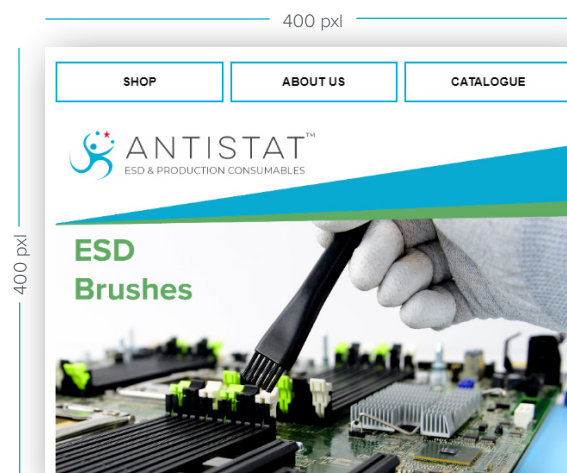 400 pxl
SHOP
ABOUT US
CATALOGUE
ANTISTAT™
ESD & PRODUCTION CONSUMABLES
400 pxl
ESD
Brushes